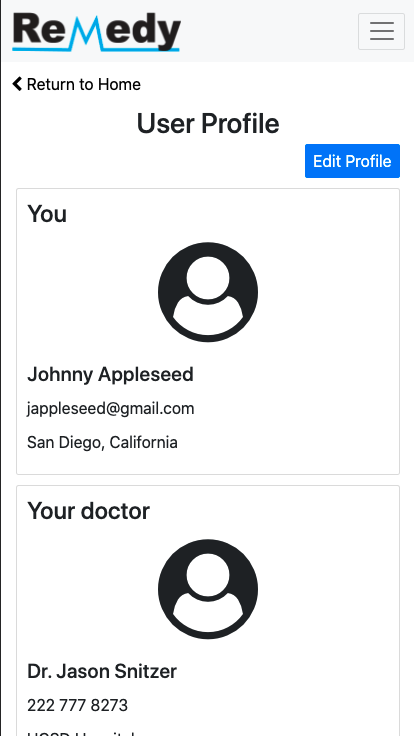 ReMedy
Return to Home
User Profile
Edit Profile
You
Johnny Appleseed
jappleseed@gmail.com
San Diego, California
Your doctor
Dr. Jason Snitzer
222 777 8273